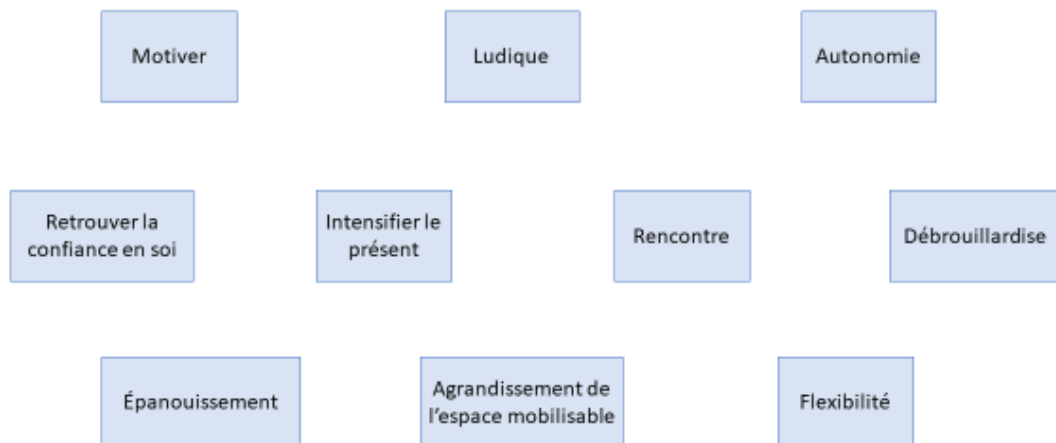 Motiver
Ludique
Autonomie
Retrouver la
confiance en soi
Intensifier le
présent
Rencontre
Débrouillardise
Épanouissement
Agrandissement de
l'espace mobilisable
Flexibilité